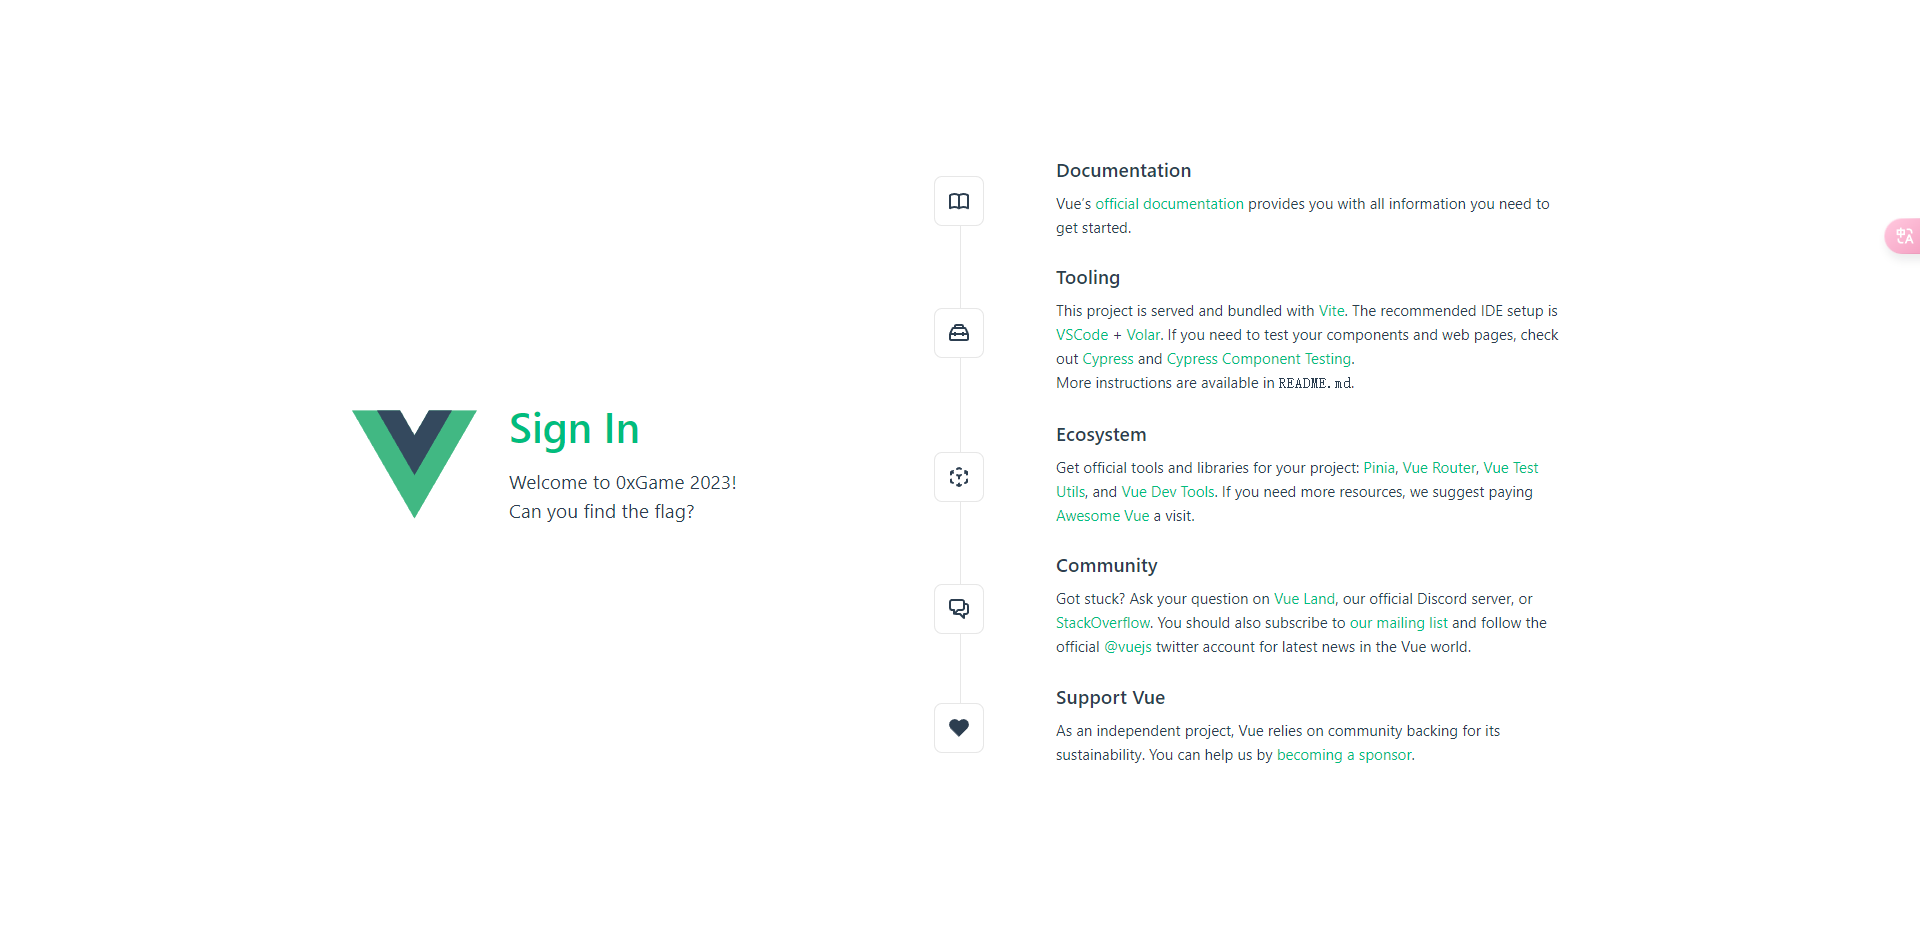 Sign In
Welcome to 0xGame 2023!
Can you find the flag?
Documentation
Vue’s official documentation provides you with all information you need to
get started.
Tooling
This project is served and bundled with Vite. The recommended IDE setup is
VSCode + Volar. If you need to test your components and web pages, check
out Cypress and Cypress Component Testing.
More instructions are available in README.md.
Ecosystem
Get official tools and libraries for your project: Pinia, Vue Router, Vue Test
Utils, and Vue Dev Tools. If you need more resources, we suggest paying
Awesome Vue a visit.
Community
Got stuck? Ask your question on Vue Land, our official Discord server, or
StackOverflow. You should also subscribe to our mailing list and follow the
official @vuejs twitter account for latest news in the Vue world.
Support Vue
As an independent project, Vue relies on community backing for its
sustainability. You can help us by becoming a sponsor.
中A